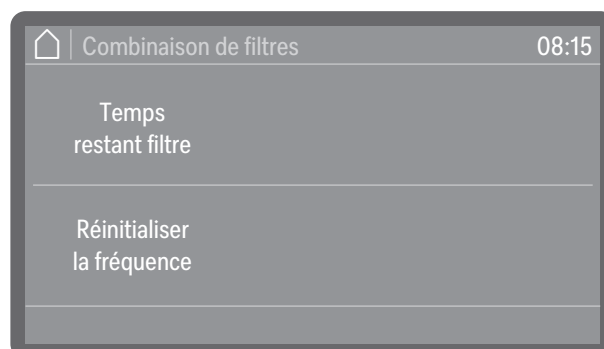 Combinaison de filtres 08:15
Temps
restant filtre
Réinitialiser
la fréquence